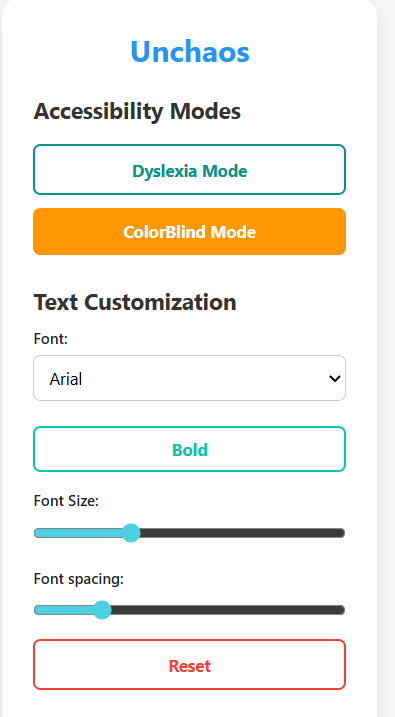 Unchaos
Accessibility Modes
Dyslexia Mode
ColorBlind Mode
Text Customization
Font:
Arial
Bold
Font Size:
Font spacing:
Reset